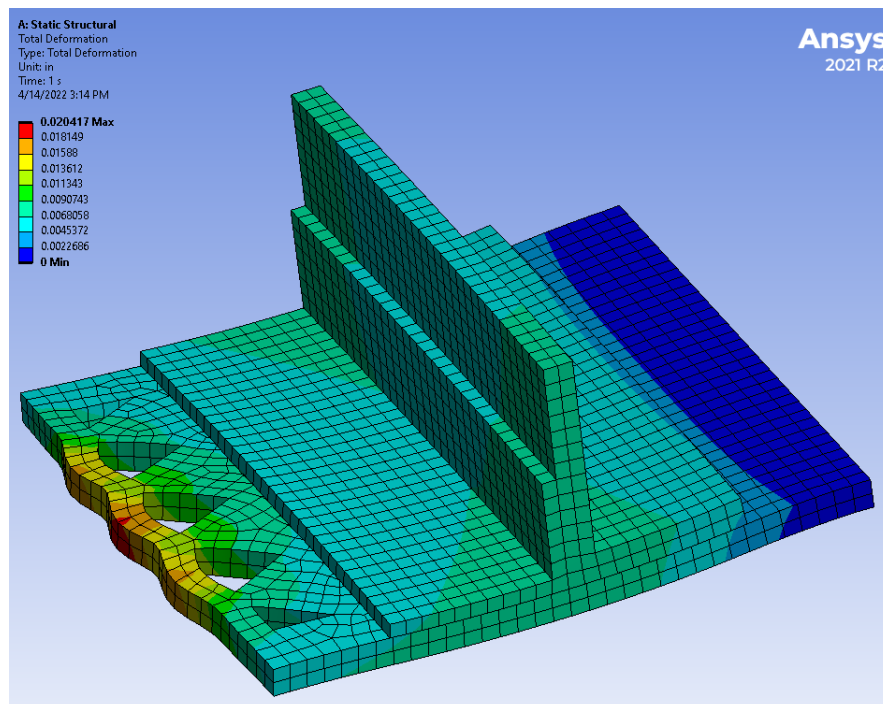 A: Static Structural
Total Deformation
Type: Total Deformation
Unit: in
Time: 1 s
4/14/2022 3:14 PM
0.020417 Max
0.018149
0.01588
0.013612
0.011343
0.0090743
0.0068058
0.0045372
0.0022686
0 Min
Ansys
2021 R2